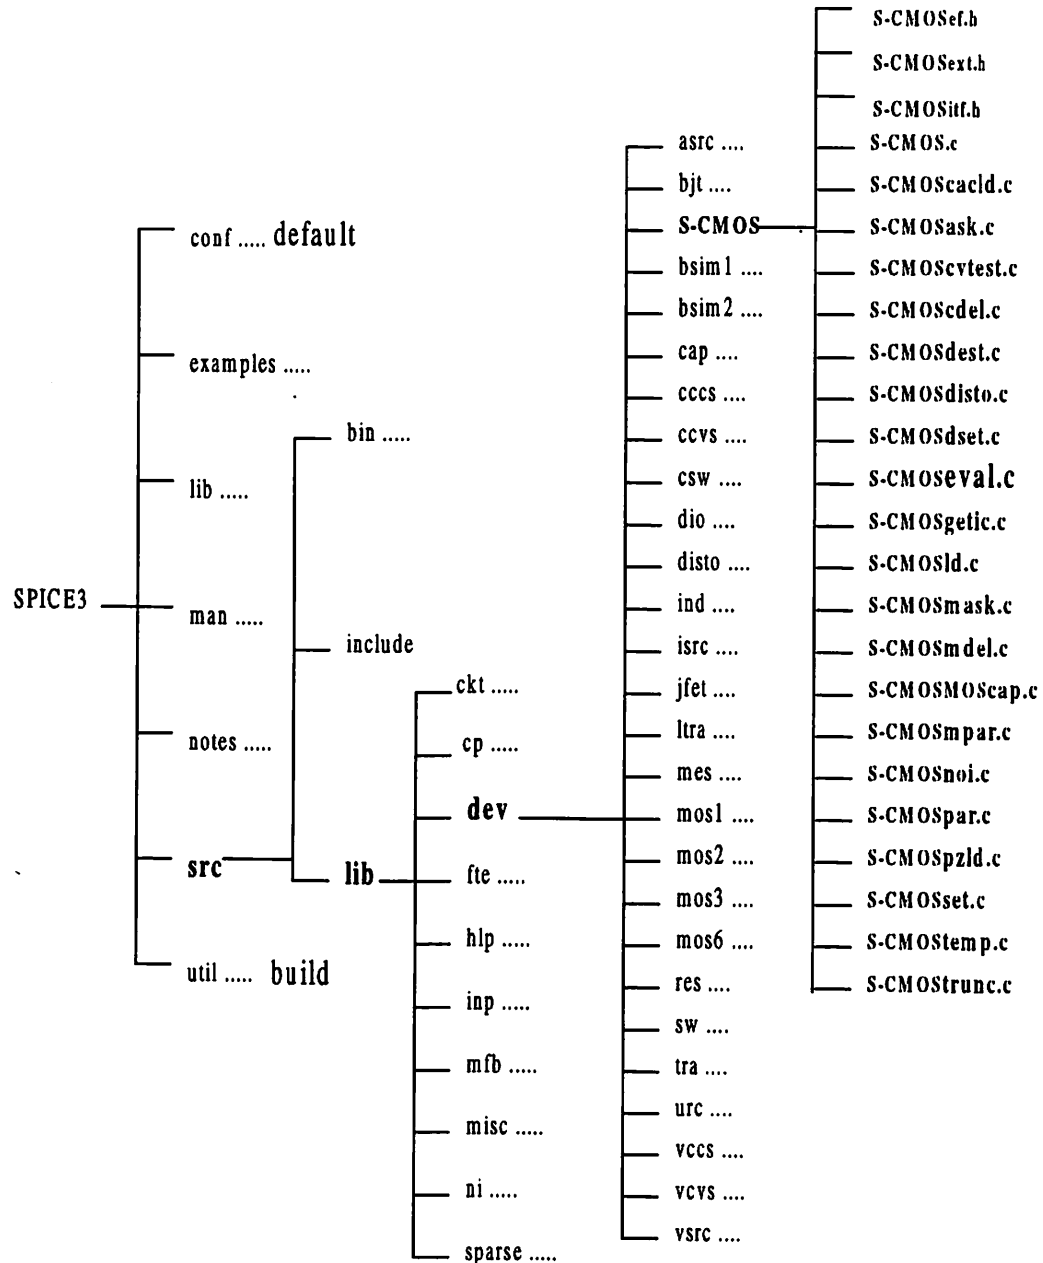 SPICE3
conf ..... default
examples .....
lib .....
man .....
notes .....
src
util ..... build
bin .....
include
lib
ckt .....
cp .....
dev
fte .....
hlp .....
inp .....
mfb .....
misc .....
ni .....
sparse .....
asrc ....
bjt ....
S-CMOS
bsim1 ....
bsim2 ....
cap ....
cccs ....
ccvs ....
csw ....
dio ....
disto ....
ind ....
isrc ....
jfet ....
ltra ....
mes ....
mos1 ....
mos2 ....
mos3 ....
mos6 ....
res ....
sw ....
tra ....
urc ....
vccs ....
vcvs ....
vsrc ....
S-CMOSef.h
S-CMOSext.h
S-CMOSitf.h
S-CMOS.c
S-CMOScacld.c
S-CMOSask.c
S-CMOScvtest.c
S-CMOScdel.c
S-CMOSdest.c
S-CMOSdisto.c
S-CMOSdset.c
S-CMOSeval.c
S-CMOSgetic.c
S-CMOSld.c
S-CMOSmask.c
S-CMOSmdel.c
S-CMOSMOScap.c
S-CMOSmpar.c
S-CMOSnoi.c
S-CMOSpar.c
S-CMOSpzld.c
S-CMOSset.c
S-CMOStemp.c
S-CMOStrunc.c